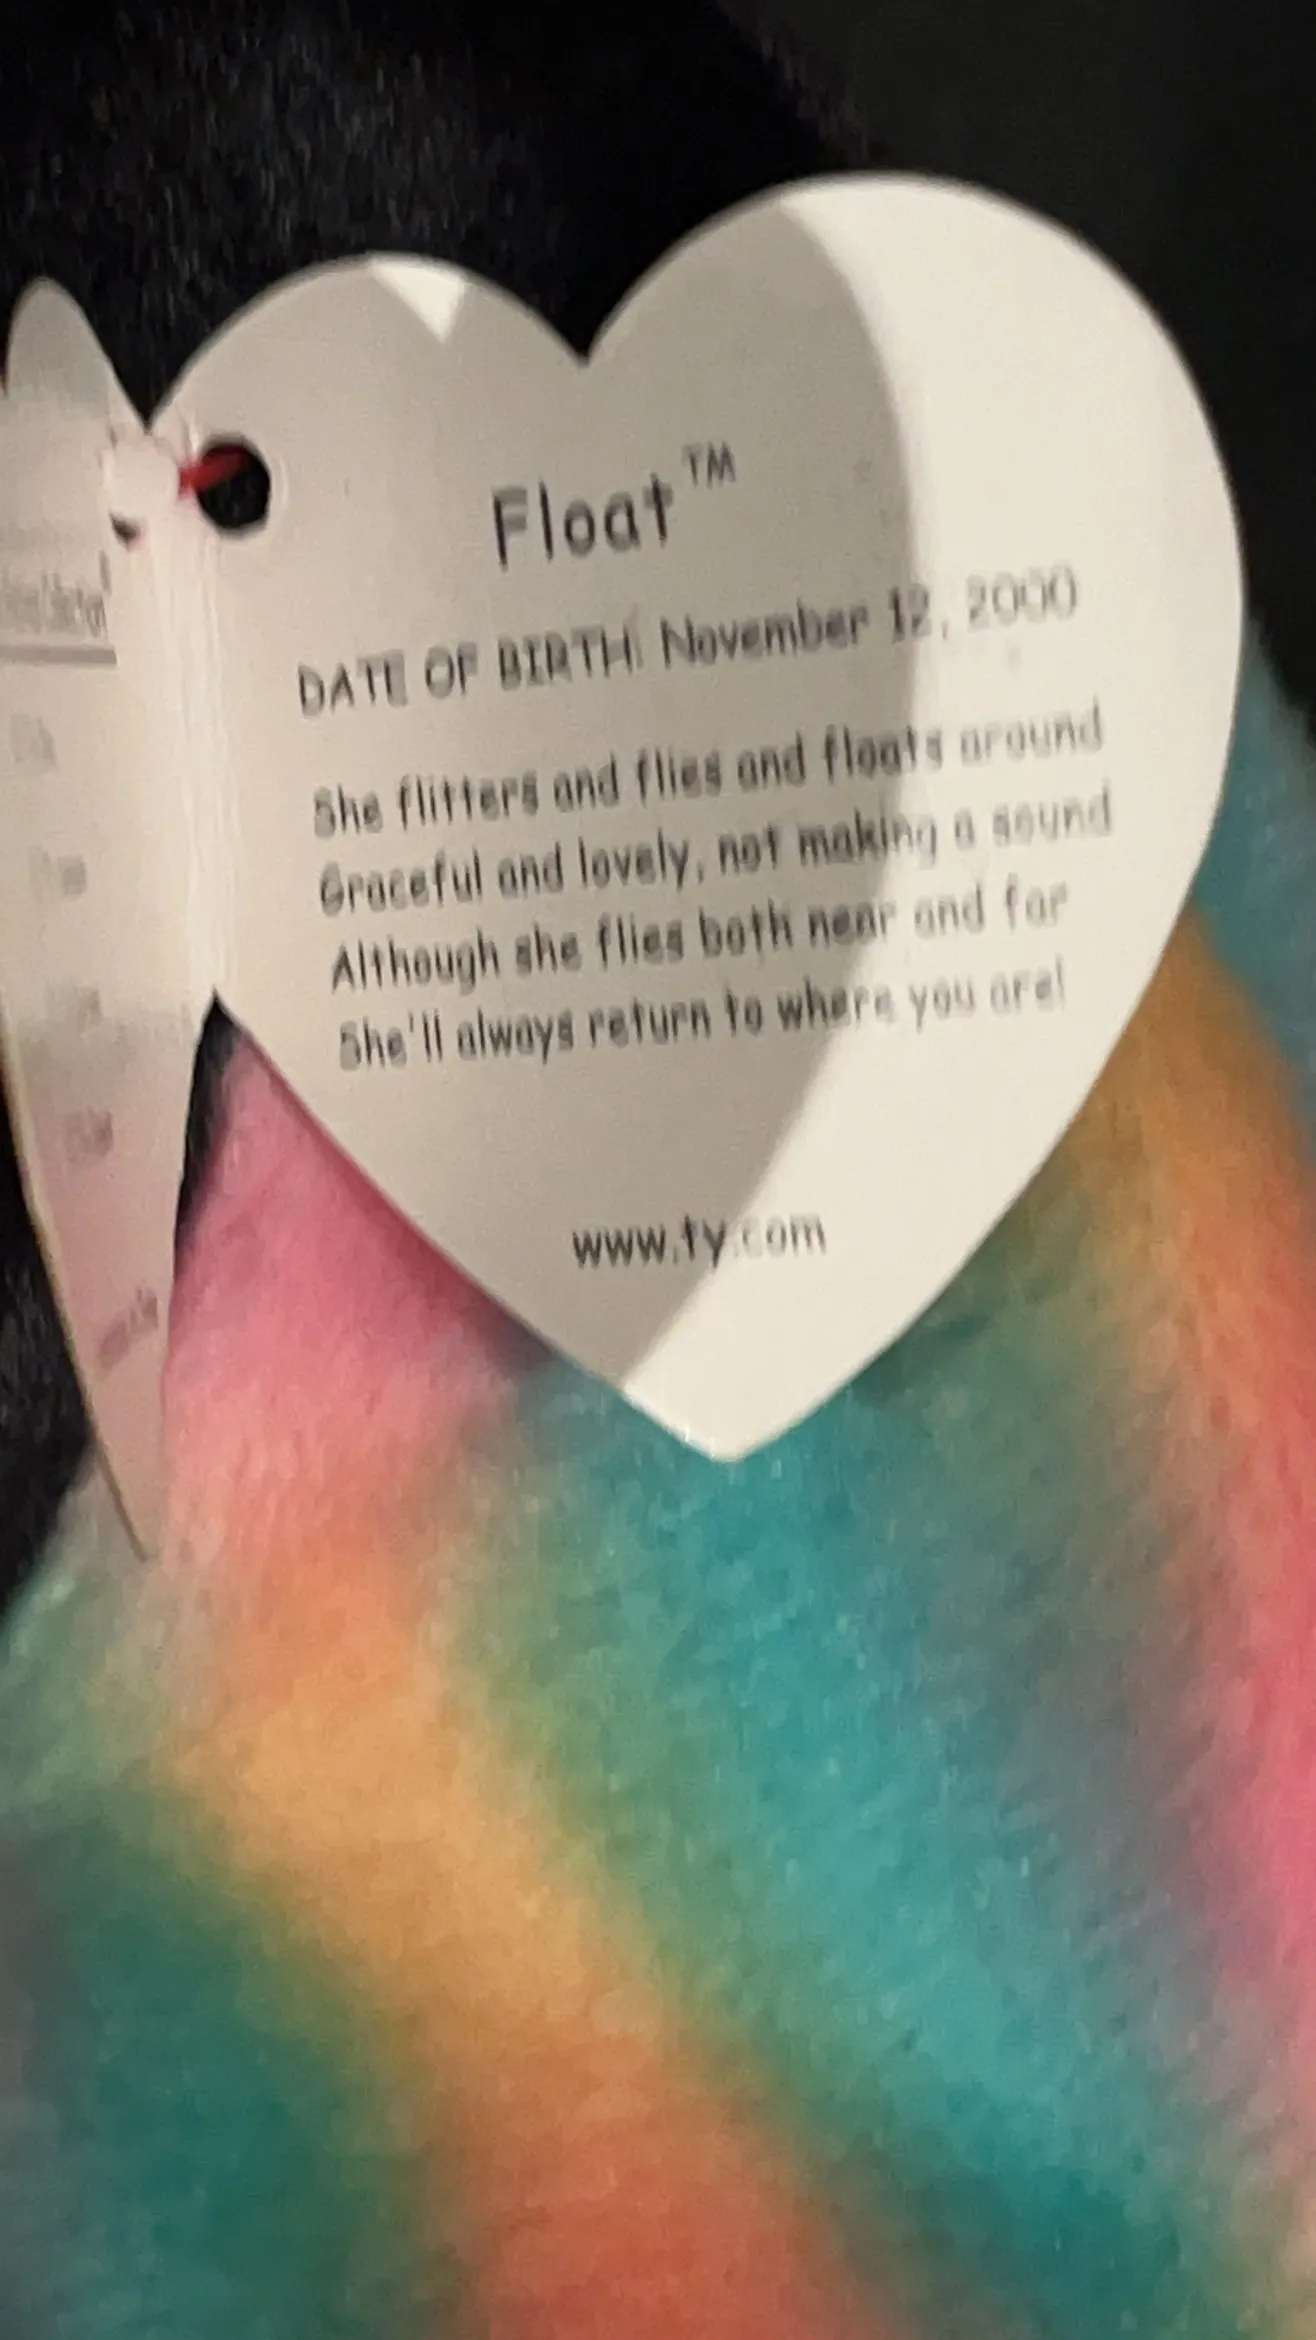 Float™
DATE OF BIRTH: November 12, 2000
She flitters and flies and floats around
Graceful and lovely, not making a sound
Although she flies both near and far
She'll always return to where you are!
www.ty.com